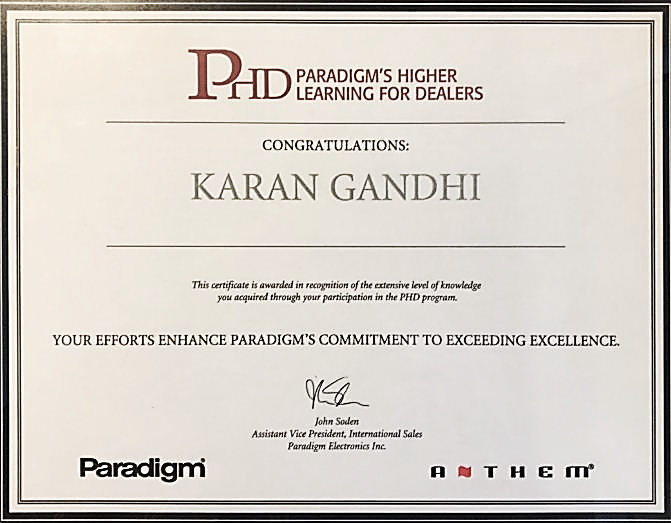 PHD PARADIGM'S HIGHER
LEARNING FOR DEALERS
CONGRATULATIONS:
KARAN GANDHI
This certificate is awarded in recognition of the extensive level of knowledge
you acquired through your participation in the PHD program.
YOUR EFFORTS ENHANCE PARADIGM'S COMMITMENT TO EXCEEDING EXCELLENCE.
John Soden
Assistant Vice President, International Sales
Paradigm Electronics Inc.
Paradigm®
ANTHEM®